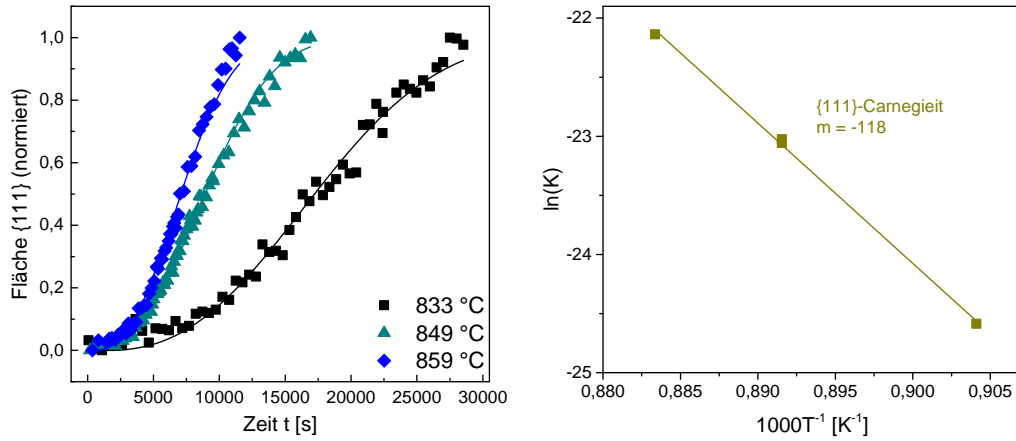 1,0
0,8
0,6
0,4
0,2
0,0
Fläche {111} (normiert)
833 °C
849 °C
859 °C
0 5000 10000 15000 20000 25000 30000
Zeit t [s]
-22
-23
-24
-25
ln(K)
{111}-Carnegieit
m = -118
0,880 0,885 0,890 0,895 0,900 0,905
1000T⁻¹ [K⁻¹]